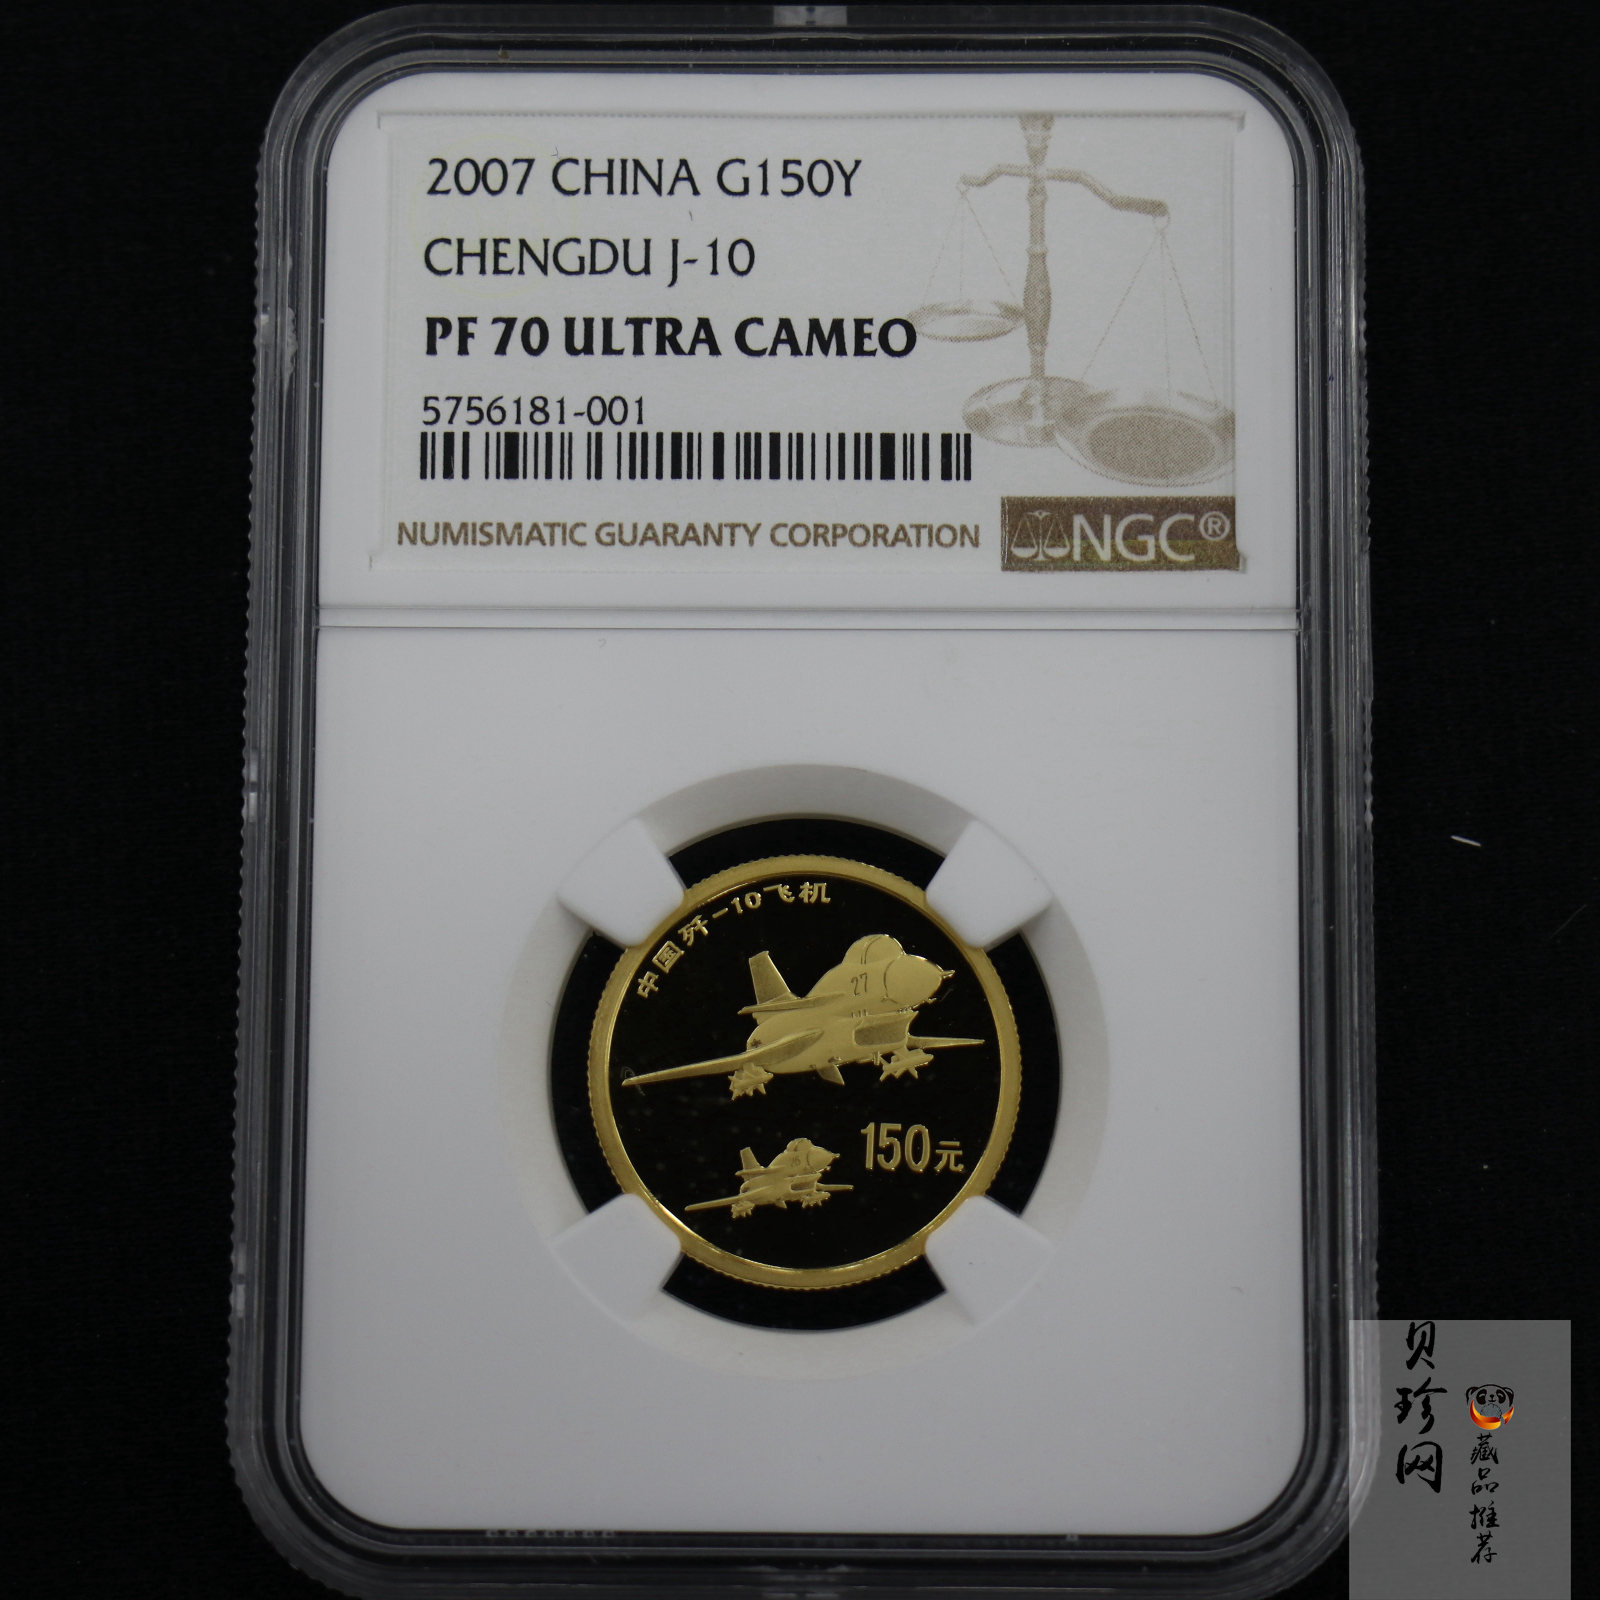 2007 CHINA G150Y
CHENGDU J-10
PF 70 ULTRA CAMEO
5756181-001
NUMISMATIC GUARANTY CORPORATION
NGC®
中国歼-10飞机
27
150元
26
贝珍网
藏品推荐